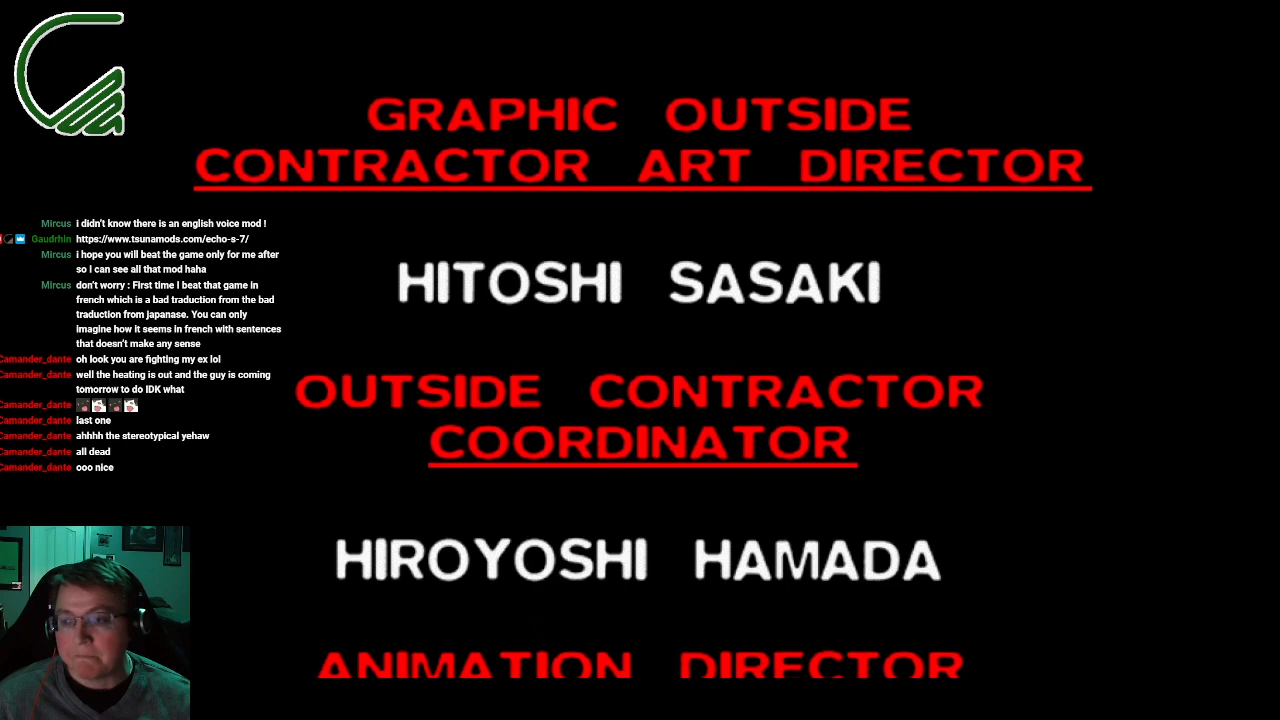 GRAPHIC OUTSIDE
CONTRACTOR ART DIRECTOR
HITOSHI SASAKI
OUTSIDE CONTRACTOR
COORDINATOR
HIROYOSHI HAMADA
ANIMATION DIRECTOR
Mircus i didn't know there is an english voice mod !
Gaudrhin https://www.tsunamods.com/echo-s-7/
Mircus i hope you will beat the game only for me after
so I can see all that mod haha
Mircus don't worry : First time I beat that game in
french which is a bad traduction from the bad
traduction from japanase. You can only
imagine how it seems in french with sentences
that doesn't make any sense
Camander_dante oh look you are fighting my ex lol
Camander_dante well the heating is out and the guy is coming
tomorrow to do IDK what
Camander_dante
Camander_dante last one
Camander_dante ahhhh the stereotypical yehaw
Camander_dante all dead
Camander_dante ooo nice